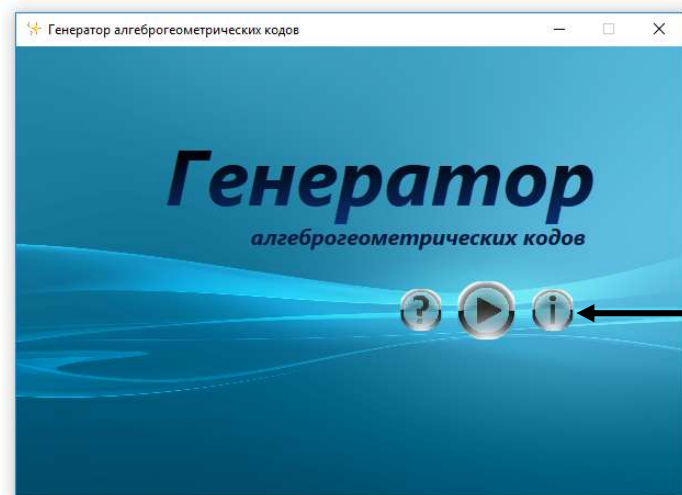 Генератор алгеброгеометрических кодов
Генератор
алгеброгеометрических кодов
? i